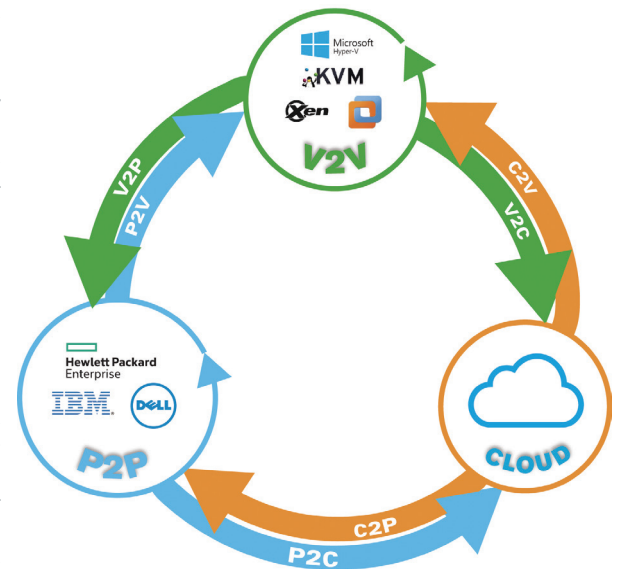 Microsoft
Hyper-V
KVM
Xen
V2V
V2P
P2V
C2V
V2C
Hewlett Packard
Enterprise
IBM.
DELL
P2P
CLOUD
C2P
P2C